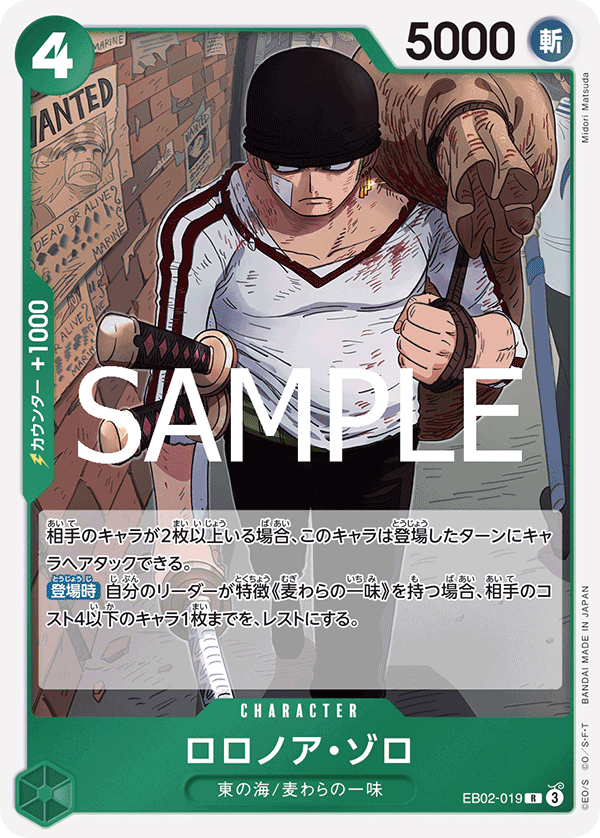 4
5000
斬
WANTED
DEAD OR ALIVE?
MARINE
MARINE
Midori Matsuda
カウンター +1000
SAMPLE
相手のキャラが2枚以上いる場合、このキャラは登場したターンにキャ
ラへアタックできる。
登場時 自分のリーダーが特徴《麦わらの一味》を持つ場合、相手のコ
スト4以下のキャラ1枚までを、レストにする。
CHARACTER
ロロノア・ゾロ
東の海/麦わらの一味
EB02-019 R 3
©E.O/S ©O/S・F・T BANDAI MADE IN JAPAN